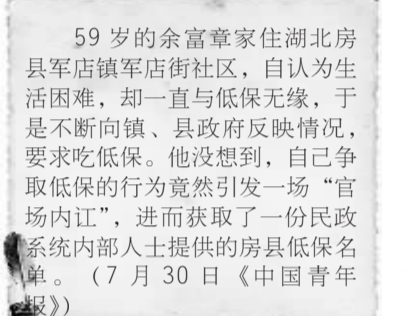 59 岁的余富章家住湖北房
县军店镇军店街社区，自认为生
活困难，却一直与低保无缘，于
是不断向镇、县政府反映情况，
要求吃低保。他没想到，自己争
取低保的行为竟然引发一场“官
场内讧”，进而获取了一份民政
系统内部人士提供的房县低保名
单。（7 月 30 日《中国青年
报》）